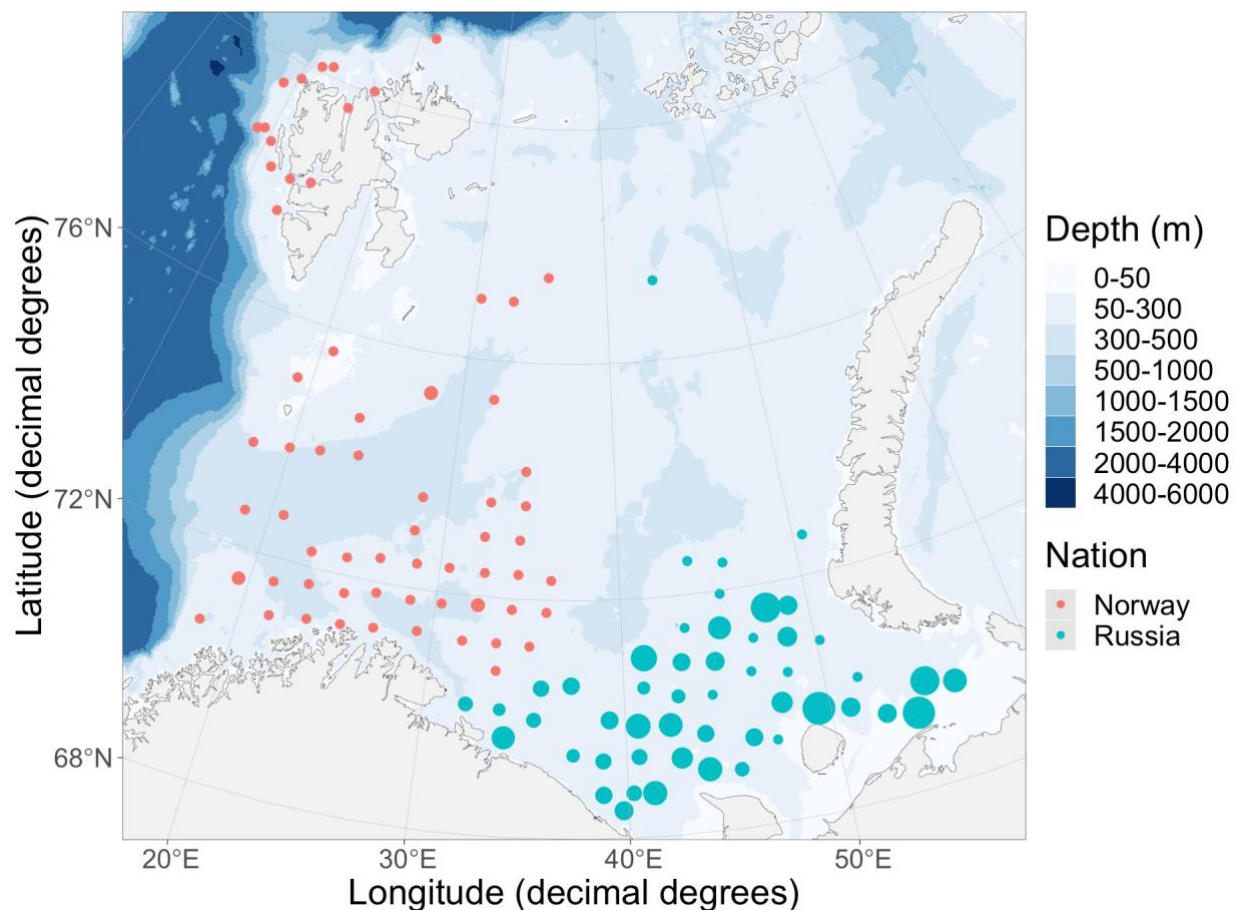 76°N
72°N
68°N
Latitude (decimal degrees)
20°E
30°E
40°E
50°E
Longitude (decimal degrees)
Depth (m)
0-50
50-300
300-500
500-1000
1000-1500
1500-2000
2000-4000
4000-6000
Nation
Norway
Russia